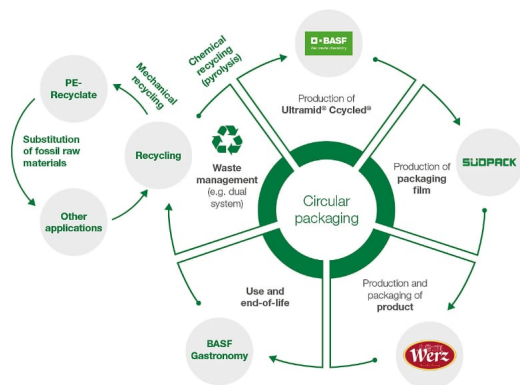 BASF
We create chemistry
Chemical
recycling
(pyrolysis)
Mechanical
recycling
PE-
Recyclate
Substitution
of fossil raw
materials
Other
applications
Recycling
Waste
management
(e.g. dual
system)
Production of
Ultramid® Ccycled®
Production of
packaging
film
SÜDPACK
Circular
packaging
Production and
packaging of
product
Werz
Use and
end-of-life
BASF
Gastronomy